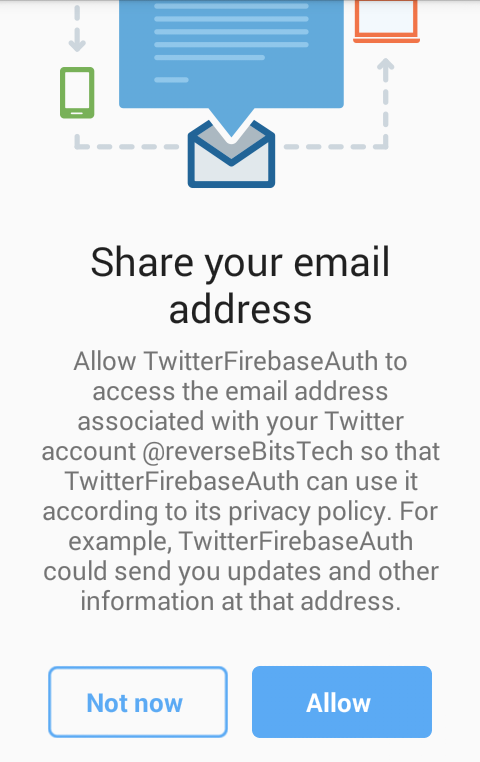 Share your email
address
Allow TwitterFirebaseAuth to
access the email address
associated with your Twitter
account @reverseBitsTech so that
TwitterFirebaseAuth can use it
according to its privacy policy. For
example, TwitterFirebaseAuth
could send you updates and other
information at that address.
Not now
Allow